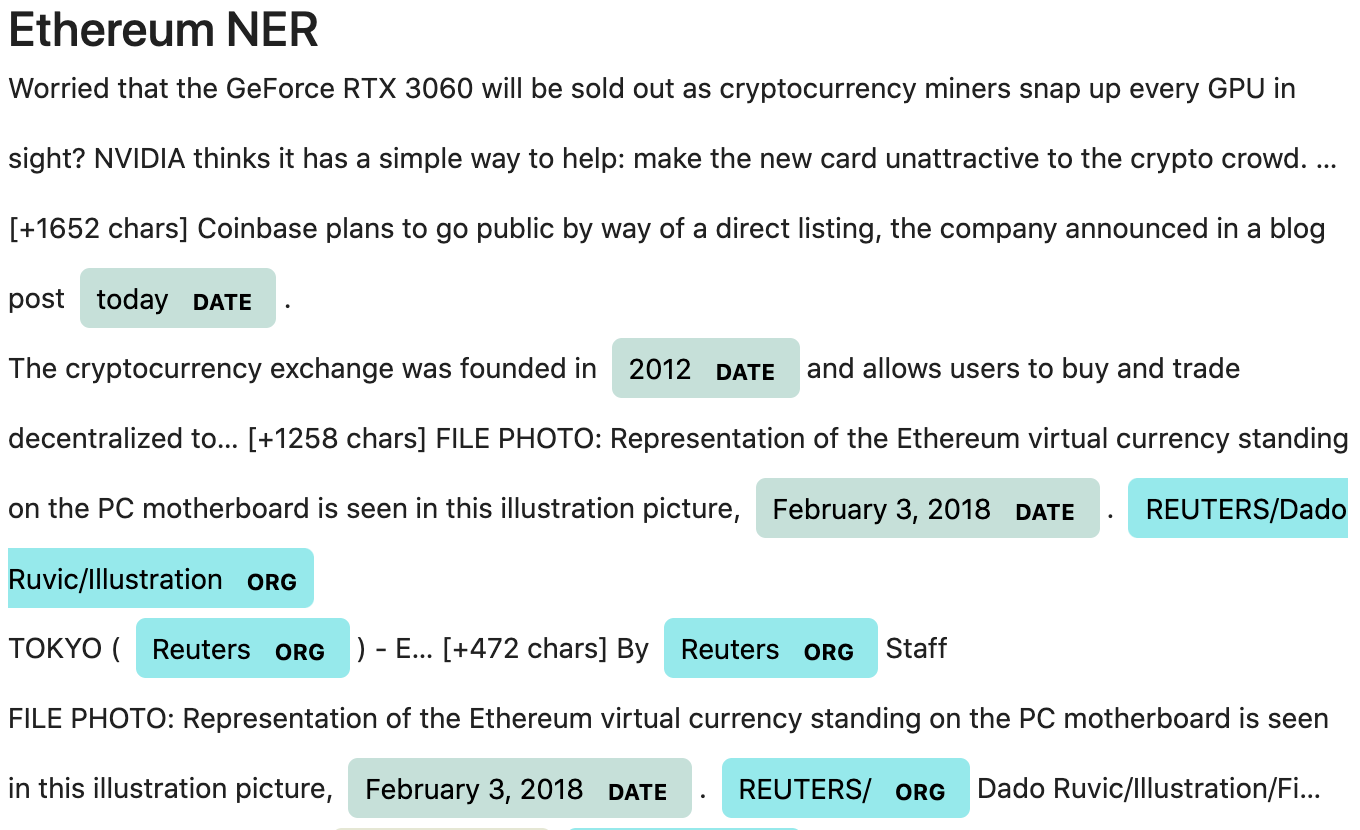 Ethereum NER
Worried that the GeForce RTX 3060 will be sold out as cryptocurrency miners snap up every GPU in
sight? NVIDIA thinks it has a simple way to help: make the new card unattractive to the crypto crowd. ...
[+1652 chars] Coinbase plans to go public by way of a direct listing, the company announced in a blog
post today DATE .
The cryptocurrency exchange was founded in 2012 DATE and allows users to buy and trade
decentralized to... [+1258 chars] FILE PHOTO: Representation of the Ethereum virtual currency standing
on the PC motherboard is seen in this illustration picture, February 3, 2018 DATE . REUTERS/Dado
Ruvic/Illustration ORG
TOKYO ( Reuters ORG ) - E... [+472 chars] By Reuters ORG Staff
FILE PHOTO: Representation of the Ethereum virtual currency standing on the PC motherboard is seen
in this illustration picture, February 3, 2018 DATE . REUTERS/ ORG Dado Ruvic/Illustration/Fi...